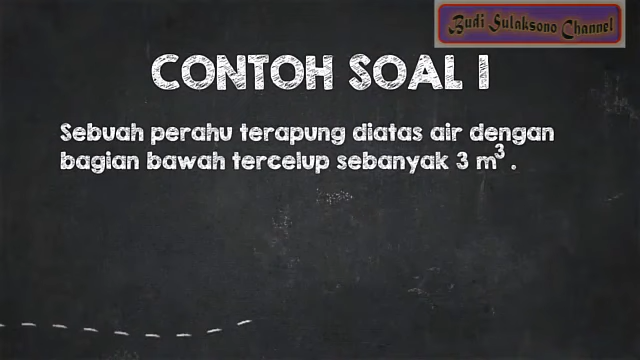 Budi Sulaksono Channel
CONTOH SOAL 1
Sebuah perahu terapung diatas air dengan
bagian bawah tercelup sebanyak 3 m³ .